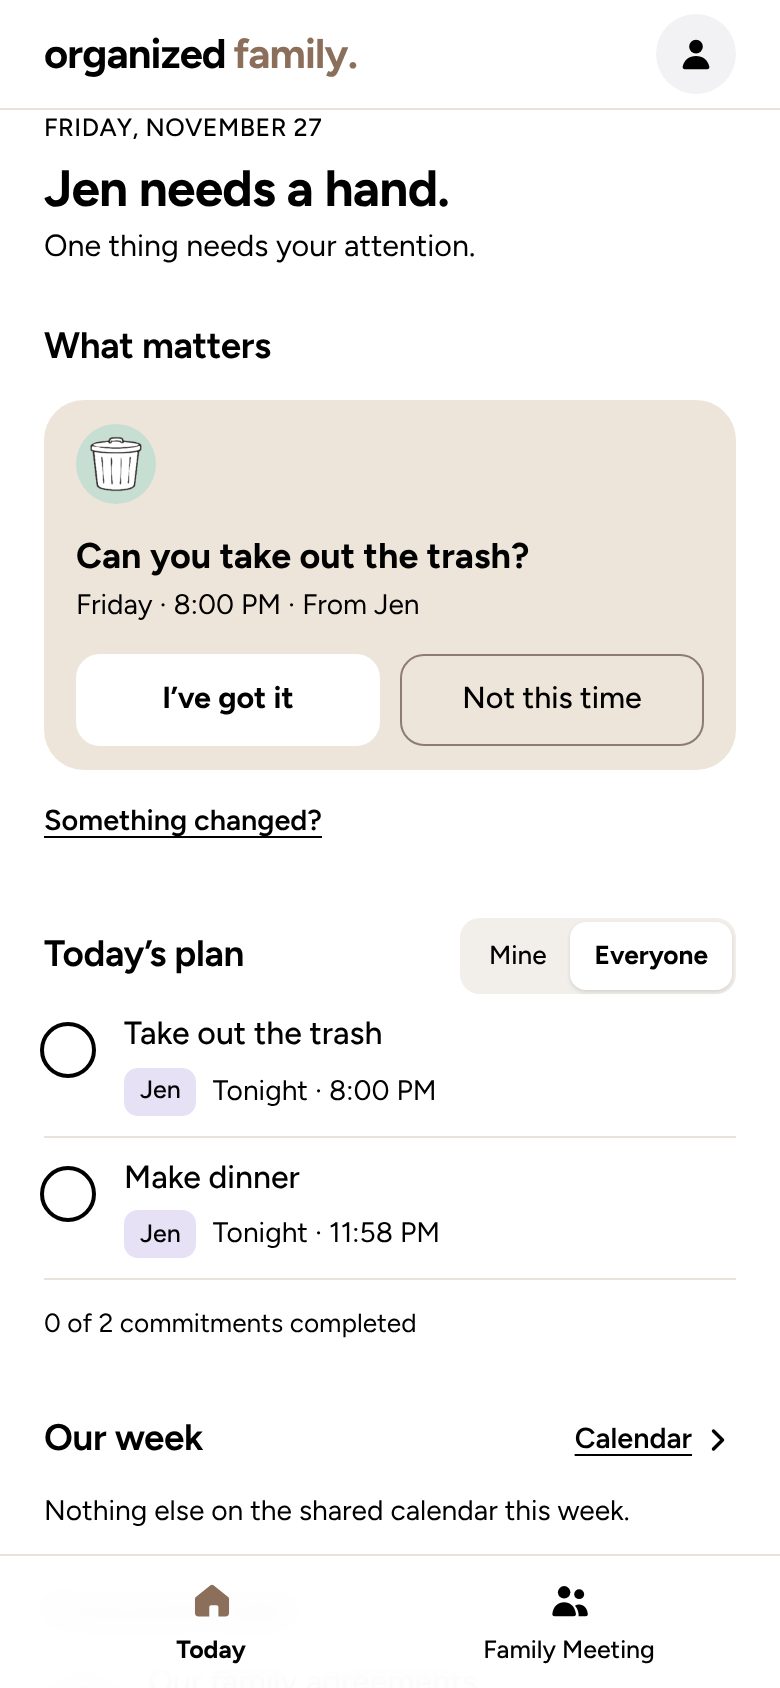 organized family.
FRIDAY, NOVEMBER 27
Jen needs a hand.
One thing needs your attention.
What matters
Can you take out the trash?
Friday · 8:00 PM · From Jen
I’ve got it
Not this time
Something changed?
Today’s plan
Mine
Everyone
Take out the trash
Jen
Tonight · 8:00 PM
Make dinner
Jen
Tonight · 11:58 PM
0 of 2 commitments completed
Our week
Calendar
Nothing else on the shared calendar this week.
Today
Family Meeting
Our family agreements